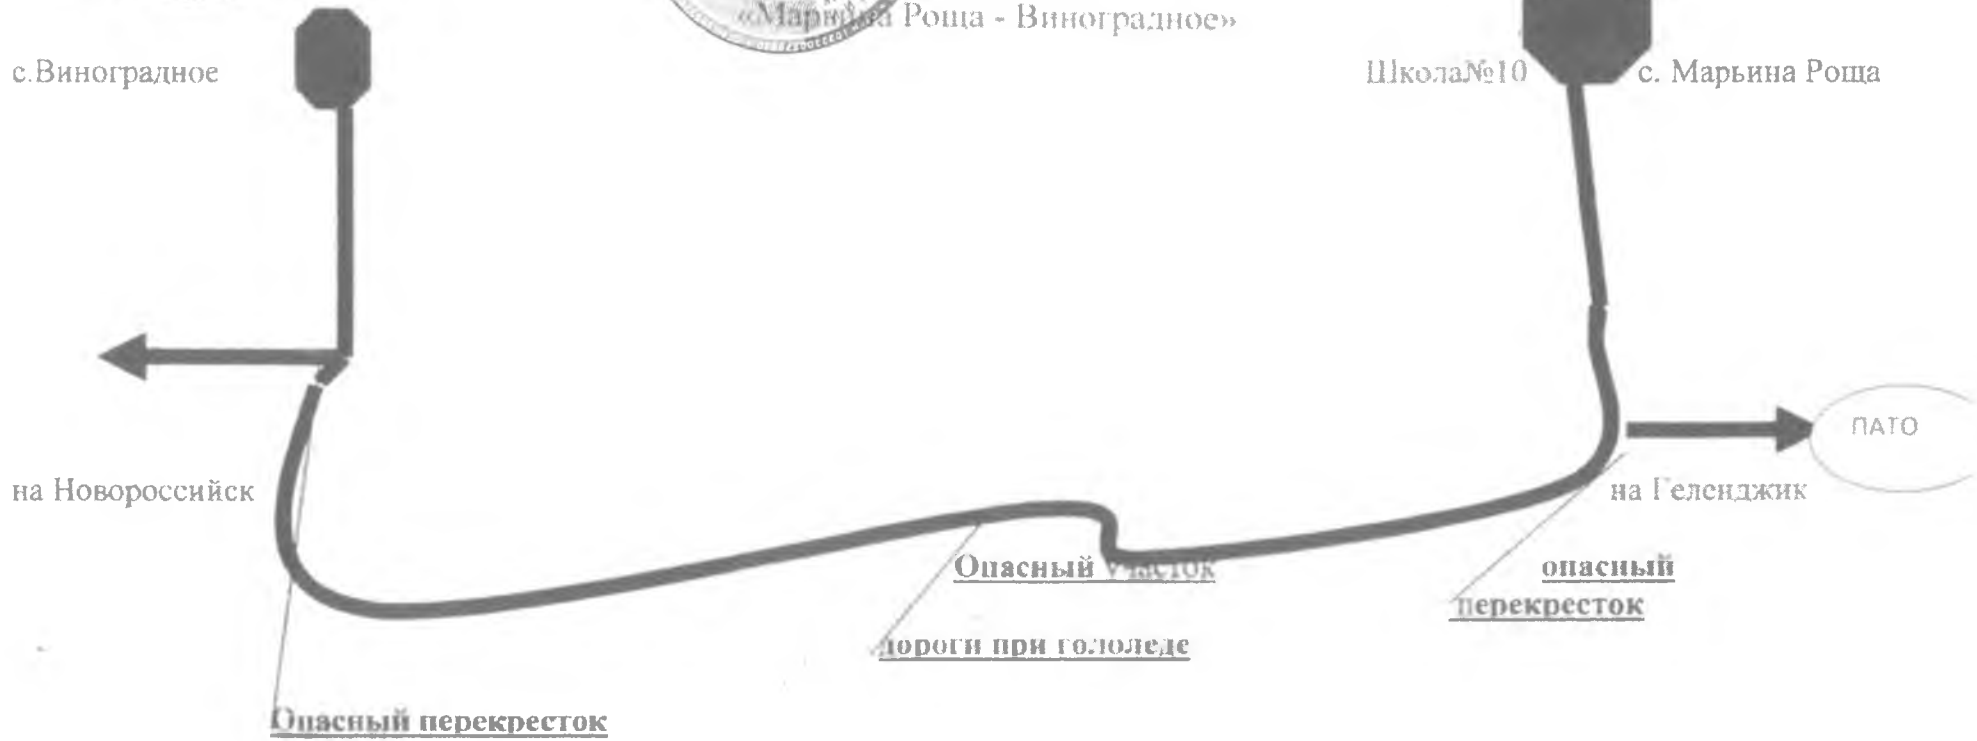 «Марьина Роща - Виноградное»
с.Виноградное
Школа№10
с. Марьина Роща
ПАТО
на Новороссийск
на Геленджик
Опасный участок
дороги при гололеде
опасный
перекресток
Опасный перекресток